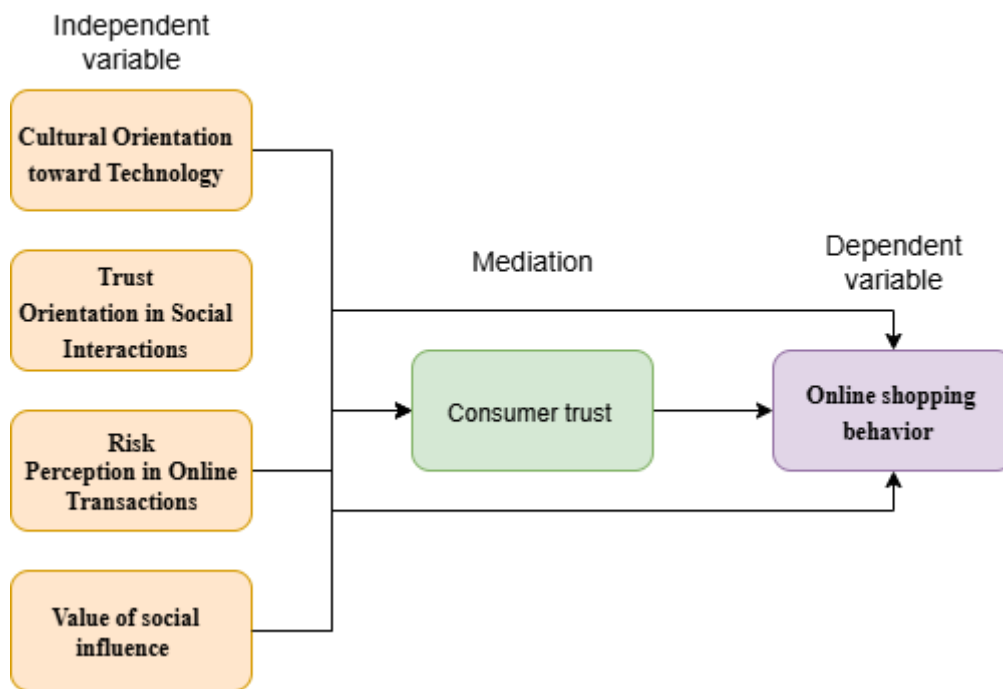 Independent
variable
Cultural Orientation
toward Technology
Trust
Orientation in Social
Interactions
Risk
Perception in Online
Transactions
Value of social
influence
Mediation
Consumer trust
Dependent
variable
Online shopping
behavior